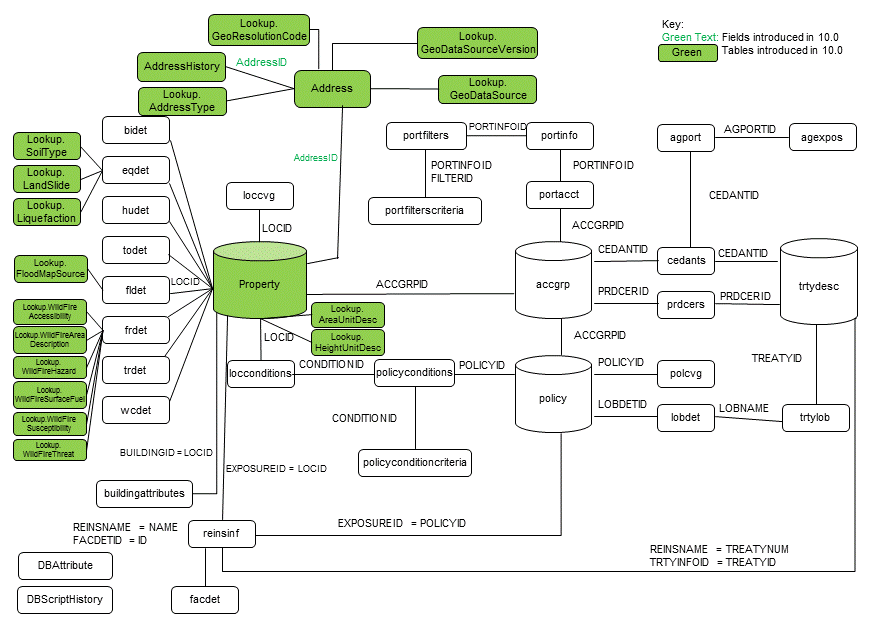 Lookup.
GeoResolutionCode
Key:
Green Text: Fields introduced in 10.0
Green Tables introduced in 10.0
Lookup.
GeoDataSourceVersion
AddressHistory
AddressID
Address
Lookup.
GeoDataSource
Lookup.
AddressType
bidet
portfilters
PORTINFOID
portinfo
agport
AGPORTID
agexpos
Lookup.
SoilType
AddressID
PORTINFOID
FILTERID
PORTINFOID
eqdet
Lookup.
LandSlide
loccvg
portacct
CEDANTID
Lookup.
Liquefaction
hudet
portfilterscriteria
LOCID
ACCGRPID
todet
CEDANTID
cedants
CEDANTID
Lookup.
FloodMapSource
fldet
LOCID
Property
ACCGRPID
accgrp
trtydesc
PRDCERID
prdcers
PRDCERID
Lookup.WildFire
Accessibility
Lookup.
AreaUnitDesc
frdet
Lookup.WildFireArea
Description
LOCID
Lookup.
HeightUnitDesc
ACCGRPID
Lookup.
WildFireHazard
trdet
locconditions
CONDITIONID
policyconditions
POLICYID
policy
POLICYID
polcvg
TREATYID
Lookup.
WildFireSurfaceFuel
wcdet
CONDITIONID
LOBDETID
lobdet
LOBNAME
trtylob
Lookup.WildFire
Susceptibility
Lookup.
WildFireThreat
BUILDINGID = LOCID
EXPOSUREID = LOCID
policyconditioncriteria
buildingattributes
REINSNAME = NAME
FACDETID = ID
reinsinf
EXPOSUREID = POLICYID
REINSNAME = TREATYNUM
TRTYINFOID = TREATYID
DBAttribute
DBScriptHistory
facdet